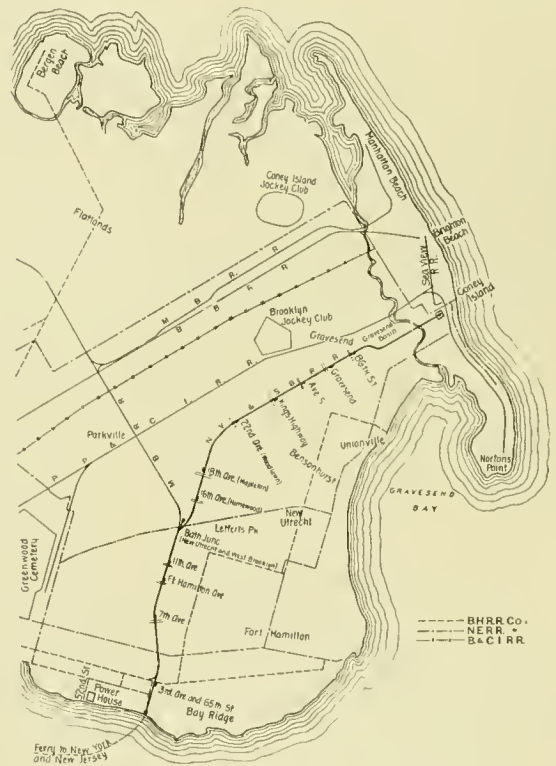 Bergen
Beach
Manhattan Beach
Coney Island
Jockey Club
Flatlands
Brighton
Beach
Sea View
R.R.
Coney
Island
M. B. R. R.
B. B. R. R.
Brooklyn
Jockey Club
Gravesend
Gravesend
Basin
86th St
Gravesend
Ave S
Kings Highway
22nd Ave. (Woodlawn)
N.Y. & S. B. R. R.
P. P. & C. I. R. R.
Parkville
M. B. R. R.
Unionville
Bensonhurst
18th Ave (Mapleton)
16th Ave (Homewood)
Nortons
Point
GRAVESEND
BAY
Lefferts Pk
New
Utrecht
Bath Junc
(New Utrecht and West Brooklyn)
Greenwood
Cemetery
11th Ave
Ft Hamilton Ave
7th Ave
Fort Hamilton
B.H.R.R. Co.
N.E.R.R. "
B. & C. I. R.R.
52nd St
Power
House
3rd. Ave and 65th St
Bay Ridge
Ferry to New York
and New Jersey